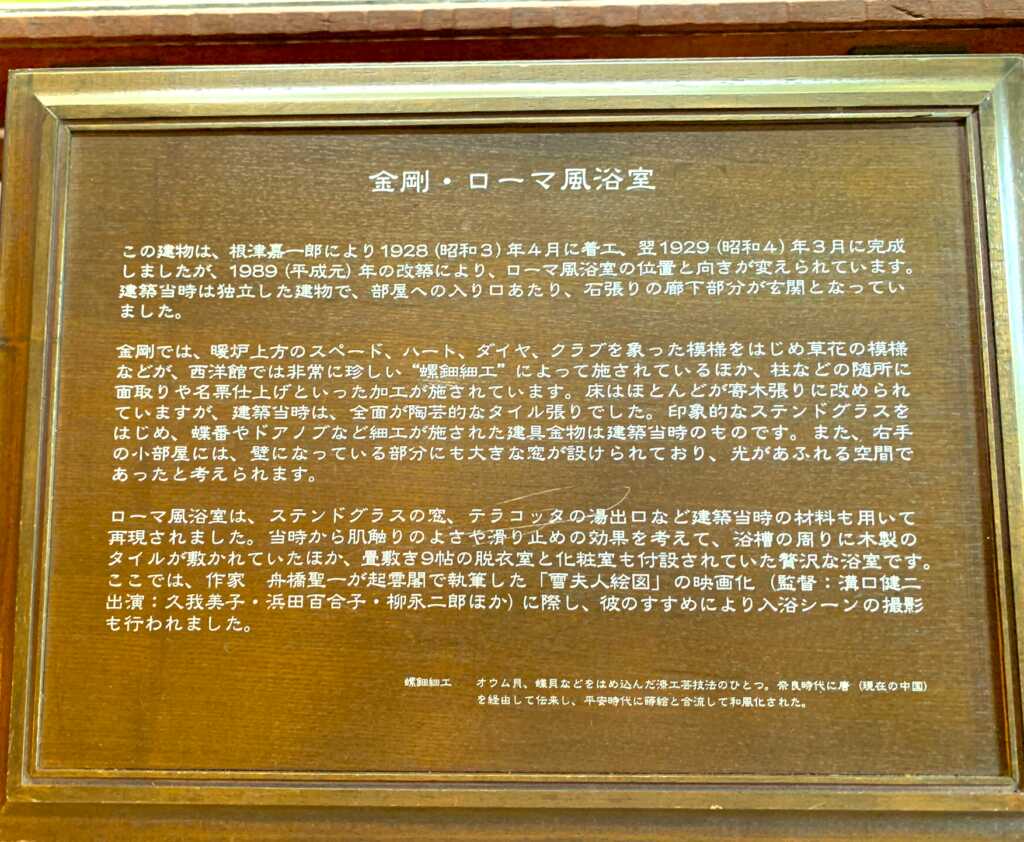 金剛・ローマ風浴室
この建物は、根津嘉一郎により1928（昭和3）年4月に着工、翌1929（昭和4）年3月に完成
しましたが、1989（平成元）年の改築により、ローマ風浴室の位置と向きが変えられています。
建築当時は独立した建物で、部屋への入り口あたり、石張りの廊下部分が玄関となってい
ました。
金剛では、暖炉上方のスペード、ハート、ダイヤ、クラブを象った模様をはじめ草花の模様
などが、西洋館では非常に珍しい“螺鈿細工”によって施されているほか、柱などの随所に
面取りや名栗仕上げといった加工が施されています。床はほとんどが寄木張りに改められ
ていますが、建築当時は、全面が陶芸的なタイル張りでした。印象的なステンドグラスを
はじめ、蝶番やドアノブなど細工が施された建具金物は建築当時のものです。また、右手
の小部屋には、壁になっている部分にも大きな窓が設けられており、光があふれる空間で
あったと考えられます。
ローマ風浴室は、ステンドグラスの窓、テラコッタの湯出口など建築当時の材料も用いて
再現されました。当時から肌触りのよさや滑り止めの効果を考えて、浴槽の周りに木製の
タイルが敷かれていたほか、畳敷き9帖の脱衣室と化粧室も付設されていた贅沢な浴室です。
ここでは、作家　舟橋聖一が起雲閣で執筆した「雪夫人絵図」の映画化（監督：溝口健二
出演：久我美子・浜田百合子・柳永二郎ほか）に際し、彼のすすめにより入浴シーンの撮影
も行われました。
螺鈿細工　オウム貝、蝶貝などをはめ込んだ漆工芸技法のひとつ。奈良時代に唐（現在の中国）
を経由して伝来し、平安時代に蒔絵と合流して和風化された。